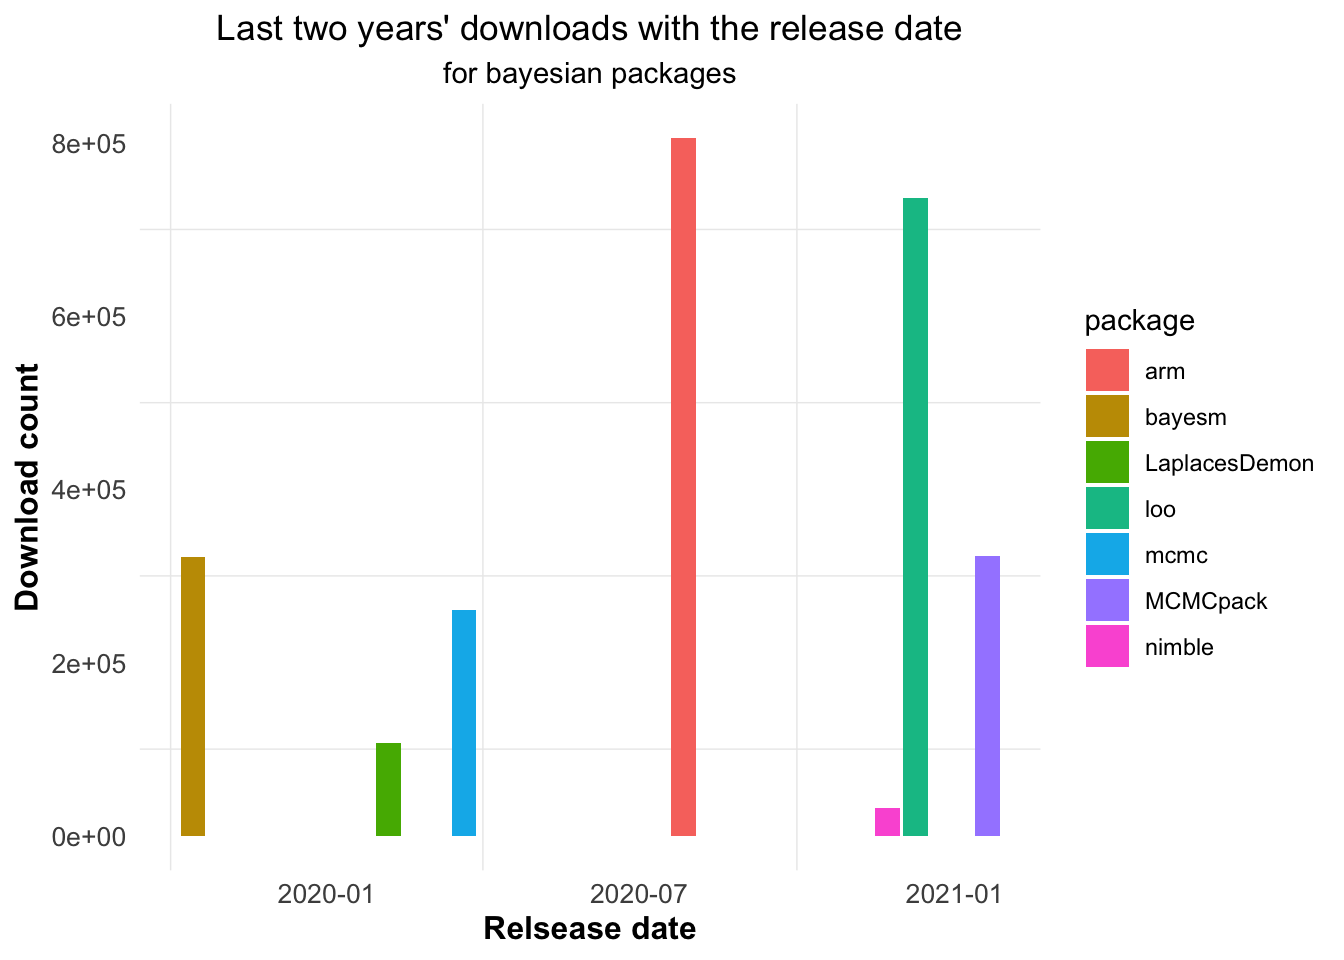 Last two years' downloads with the release date
for bayesian packages
8e+05
6e+05
4e+05
2e+05
0e+00
Download count
2020-01
2020-07
2021-01
Relsease date
package
arm
bayesm
LaplacesDemon
loo
mcmc
MCMCpack
nimble